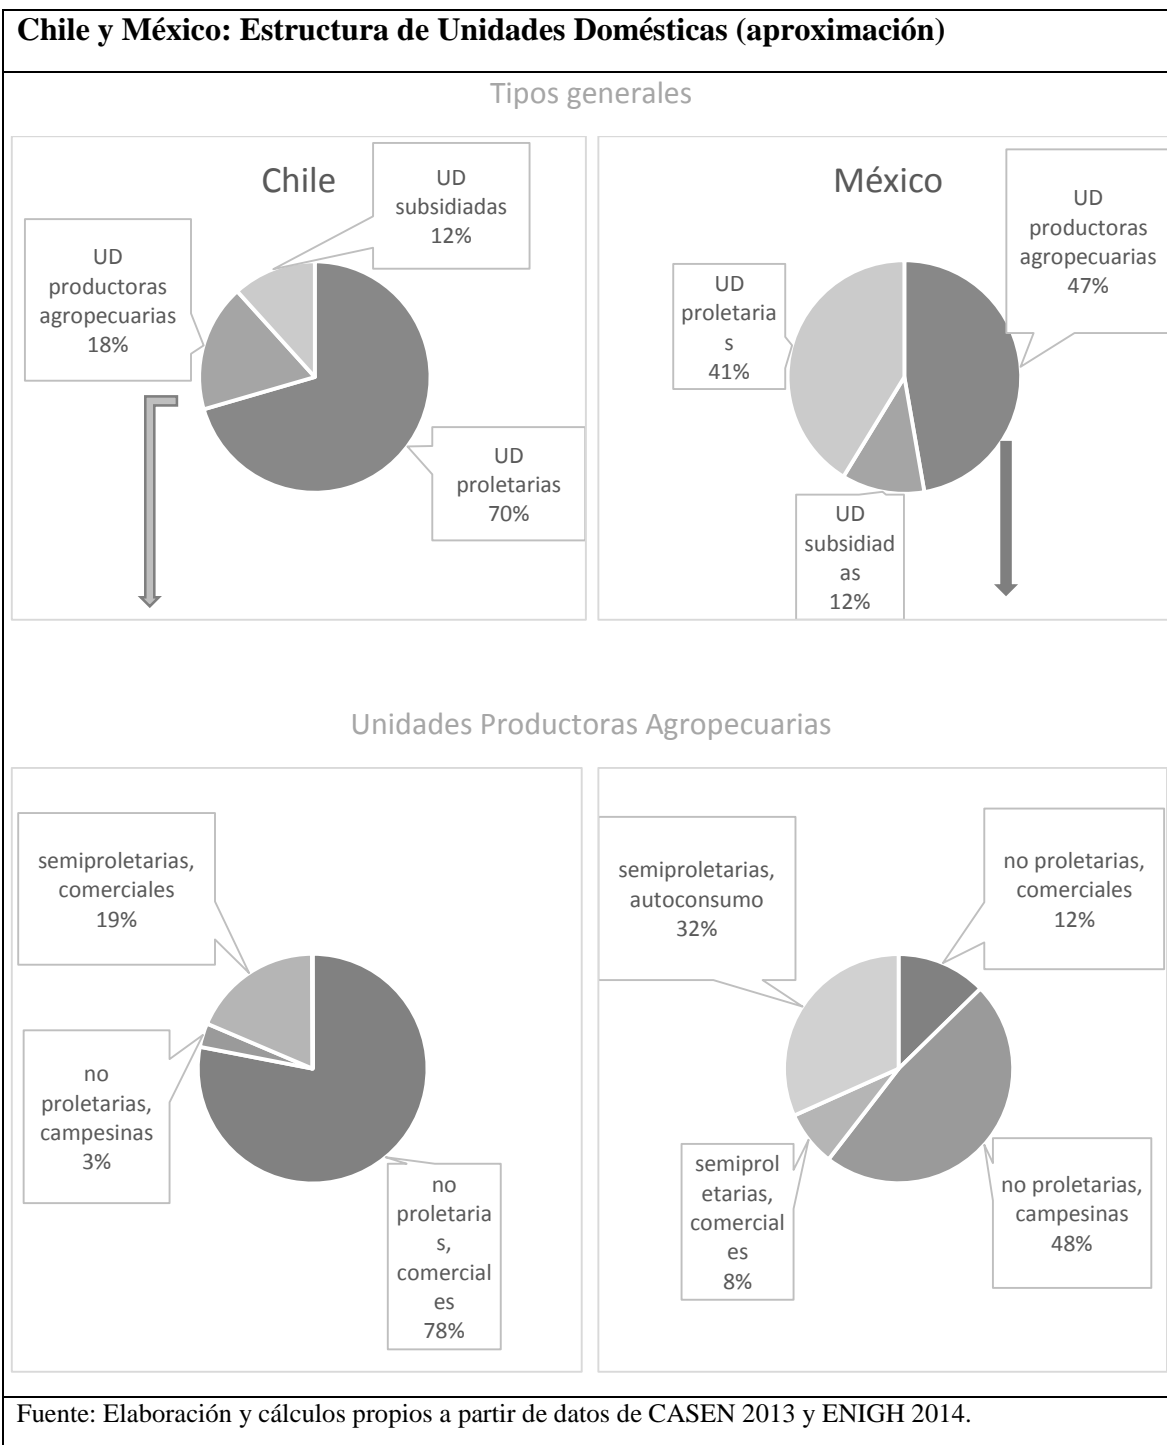 Chile y México: Estructura de Unidades Domésticas (aproximación)
Tipos generales
Chile
UD
subsidiadas
12%
UD
productoras
agropecuarias
18%
UD
proletarias
70%
México
UD
productoras
agropecuarias
47%
UD
proletaria
s
41%
UD
subsidiad
as
12%
Unidades Productoras Agropecuarias
semiproletarias,
comerciales
19%
no
proletarias,
campesinas
3%
no
proletaria
s,
comercial
es
78%
semiproletarias,
autoconsumo
32%
no proletarias,
comerciales
12%
semiprol
etarias,
comercial
es
8%
no proletarias,
campesinas
48%
Fuente: Elaboración y cálculos propios a partir de datos de CASEN 2013 y ENIGH 2014.